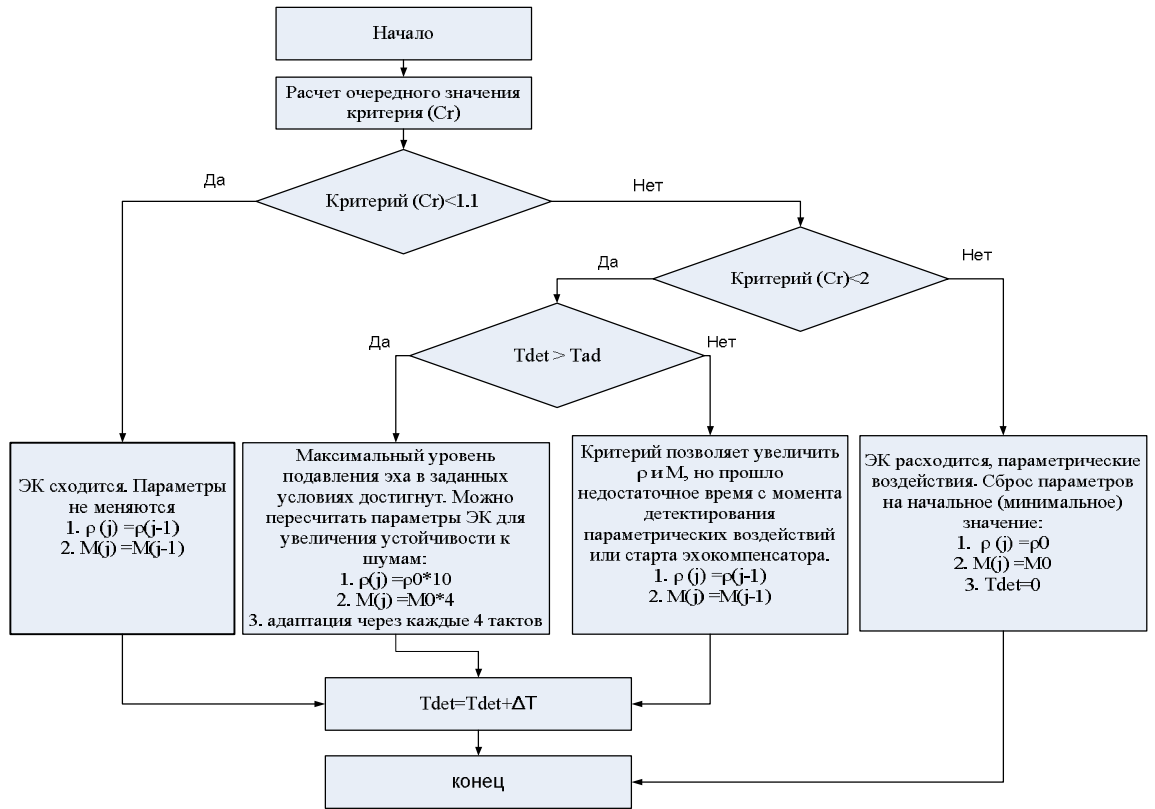 Начало
Расчет очередного значения
критерия (Cr)
Да
Критерий (Cr)<1.1
Нет
Да
Критерий (Cr)<2
Нет
Да
Tdet > Tad
Нет
ЭК сходится. Параметры
не меняются
1. ρ (j) =ρ(j-1)
2. M(j) =M(j-1)
Максимальный уровень
подавления эха в заданных
условиях достигнут. Можно
пересчитать параметры ЭК для
увеличения устойчивости к
шумам:
1. ρ(j) =ρ0*10
2. M(j) =M0*4
3. адаптация через каждые 4 тактов
Критерий позволяет увеличить
ρ и M, но прошло
недостаточное время с момента
детектирования
параметрических воздействий
или старта эхокомпенсатора.
1. ρ (j) =ρ(j-1)
2. M(j) =M(j-1)
ЭК расходится, параметрические
воздействия. Сброс параметров
на начальное (минимальное)
значение:
1. ρ (j) =ρ0
2. M(j) =M0
3. Tdet=0
Tdet=Tdet+ΔT
конец